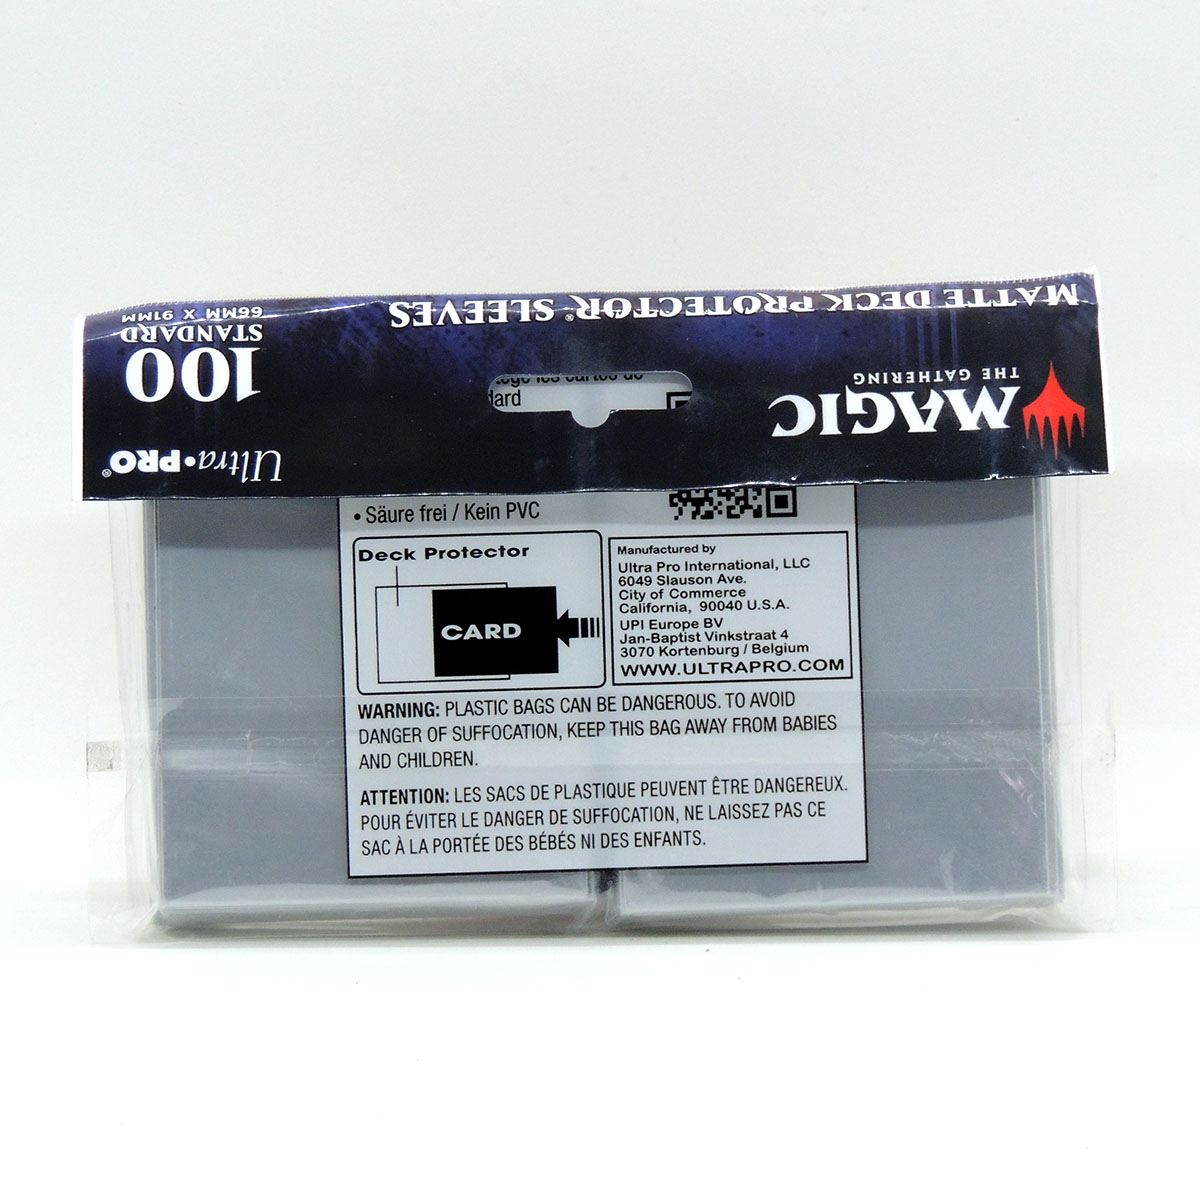 MATTE DECK PROTECTOR® SLEEVES
MAGIC
THE GATHERING
100
STANDARD
66MM X 91MM
Ultra•PRO®
les cartes de
dard
• Säure frei / Kein PVC
Deck Protector
CARD
Manufactured by
Ultra Pro International, LLC
6049 Slauson Ave.
City of Commerce
California, 90040 U.S.A.
UPI Europe BV
Jan-Baptist Vinkstraat 4
3070 Kortenburg / Belgium
WWW.ULTRAPRO.COM
WARNING: PLASTIC BAGS CAN BE DANGEROUS. TO AVOID
DANGER OF SUFFOCATION, KEEP THIS BAG AWAY FROM BABIES
AND CHILDREN.
ATTENTION: LES SACS DE PLASTIQUE PEUVENT ÊTRE DANGEREUX.
POUR ÉVITER LE DANGER DE SUFFOCATION, NE LAISSEZ PAS CE
SAC À LA PORTÉE DES BÉBÉS NI DES ENFANTS.